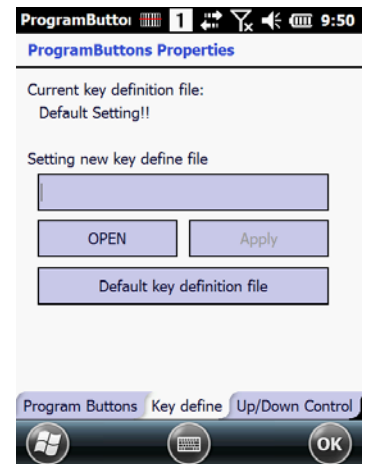 ProgramButtor 1 9:50
ProgramButtons Properties
Current key definition file:
Default Setting!!
Setting new key define file
OPEN Apply
Default key definition file
Program Buttons Key define Up/Down Control
OK